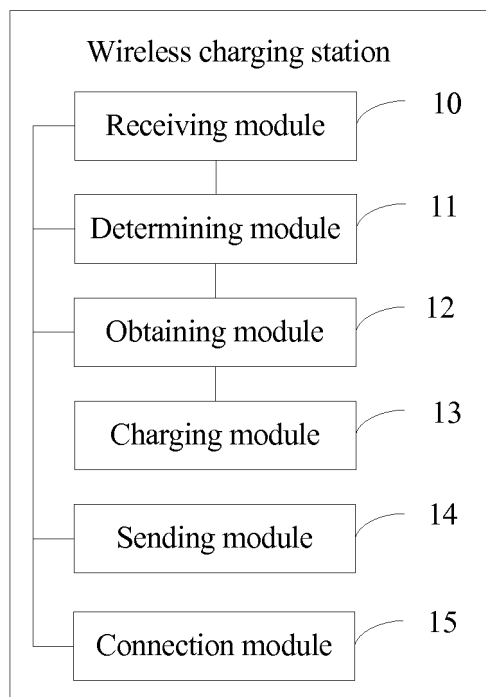 Wireless charging station
Receiving module 10
Determining module 11
Obtaining module 12
Charging module 13
Sending module 14
Connection module 15